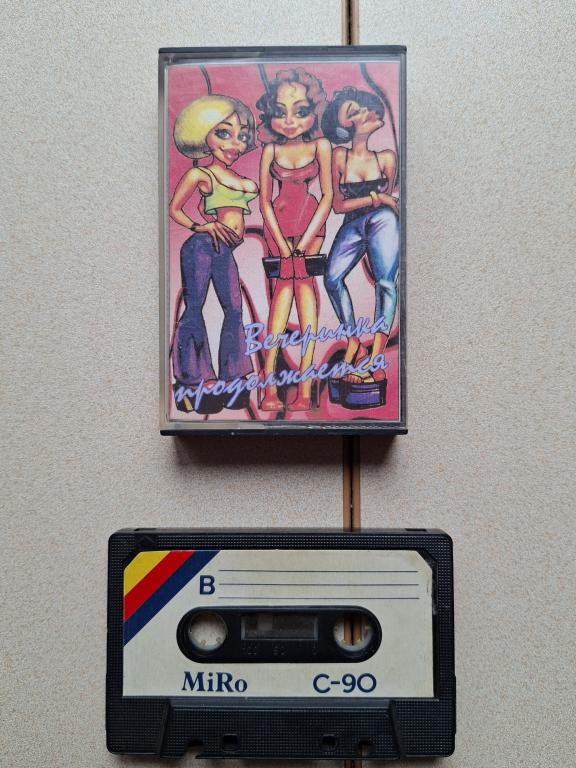 Вечеринка
продолжается
B
MiRo C-90